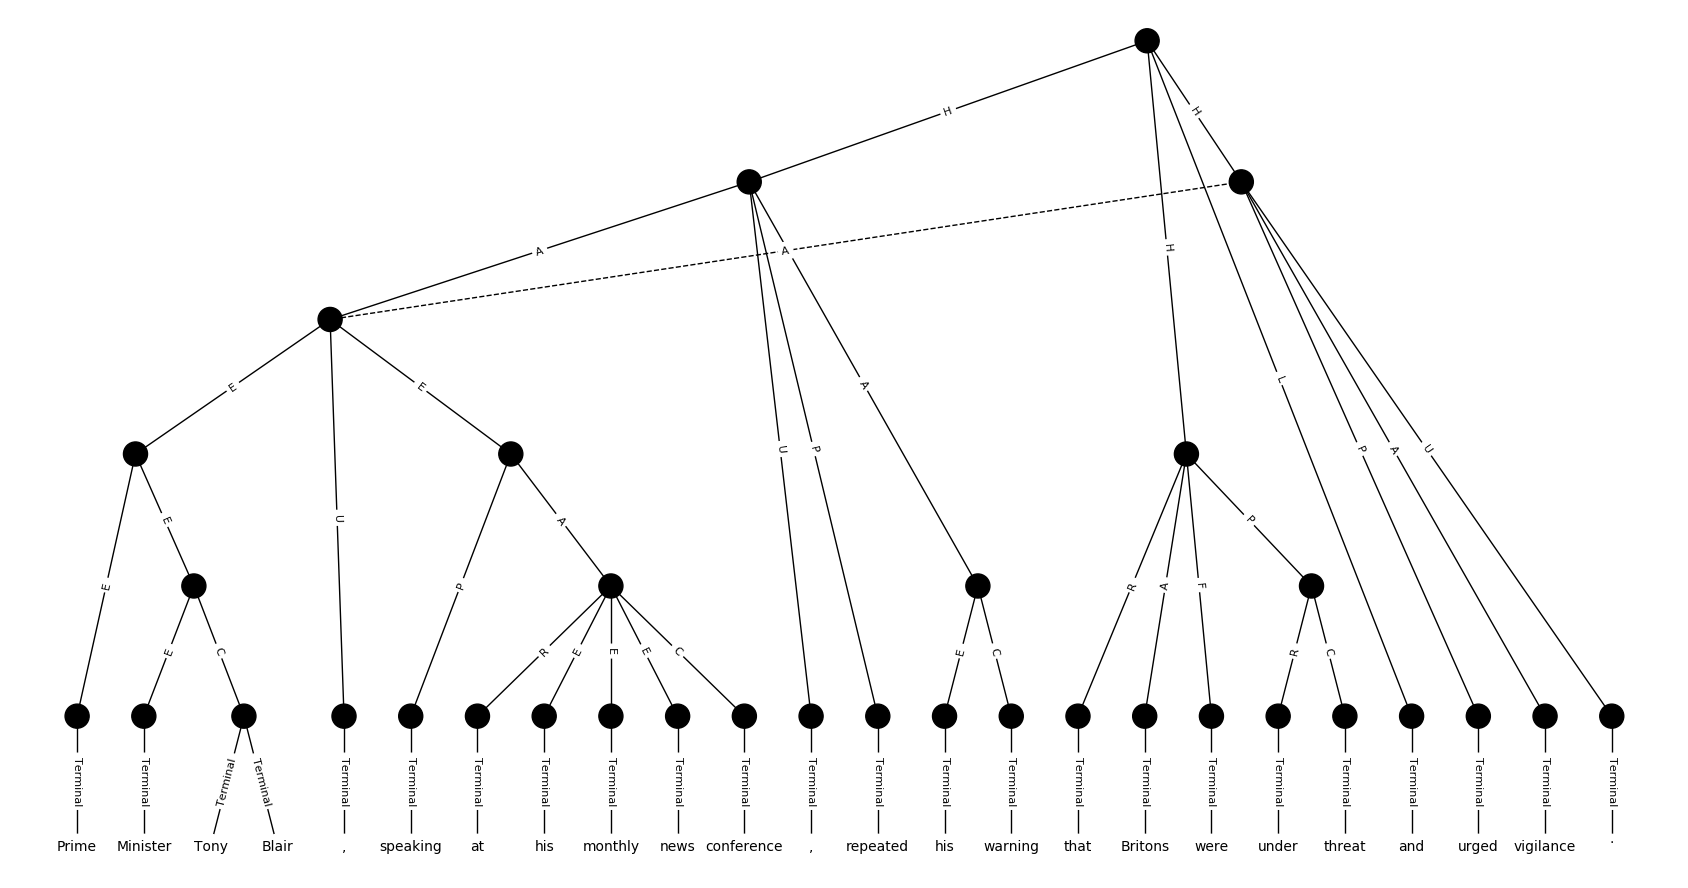 H H
A A H
E E A L
U P P A U
E U A P
E P R A F P
E C R E E E C E C R C
Terminal Terminal Terminal Terminal Terminal Terminal Terminal Terminal Terminal Terminal Terminal Terminal Terminal Terminal Terminal Terminal Terminal Terminal Terminal Terminal Terminal Terminal Terminal Terminal
Prime Minister Tony Blair , speaking at his monthly news conference , repeated his warning that Britons were under threat and urged vigilance .